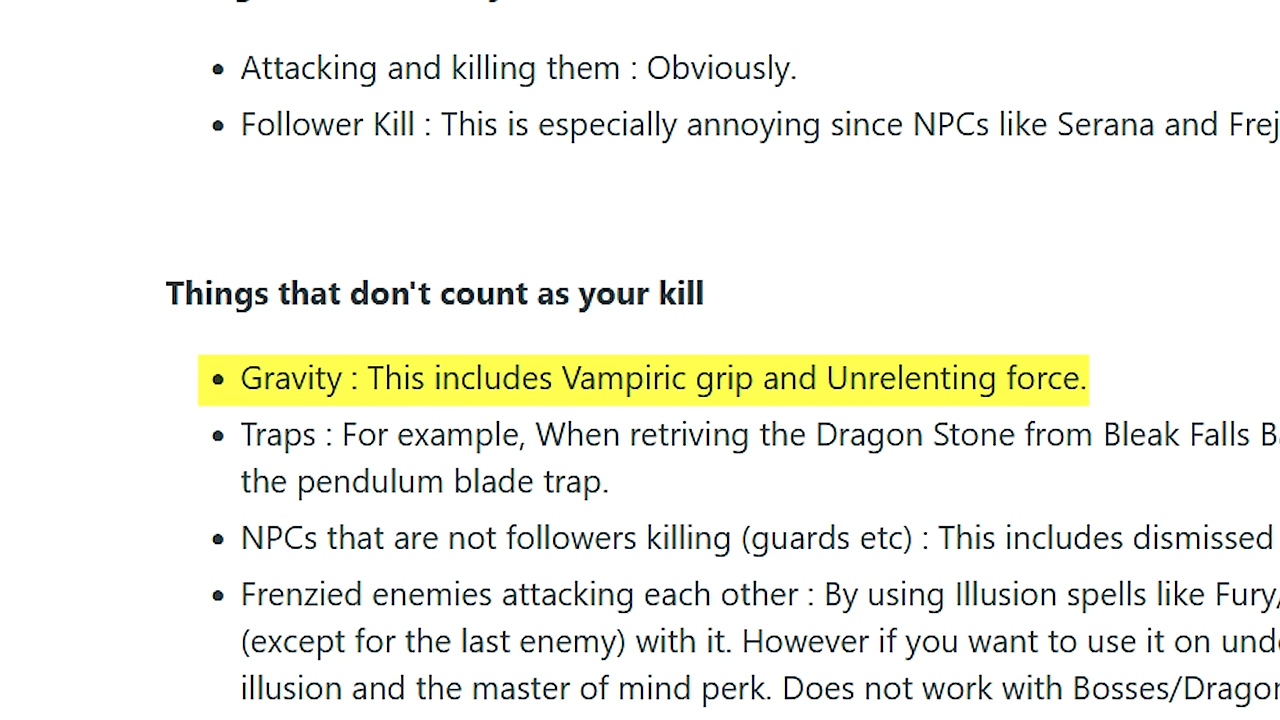 Attacking and killing them : Obviously.
Follower Kill : This is especially annoying since NPCs like Serana and
Things that don't count as your kill
Gravity : This includes Vampiric grip and Unrelenting force.
Traps : For example, When retriving the Dragon Stone from Bleak Falls
the pendulum blade trap.
NPCs that are not followers killing (guards etc) : This includes dismissed
Frenzied enemies attacking each other : By using Illusion spells like Fury/
(except for the last enemy) with it. However if you want to use it on
illusion and the master of mind perk. Does not work with Bosses/